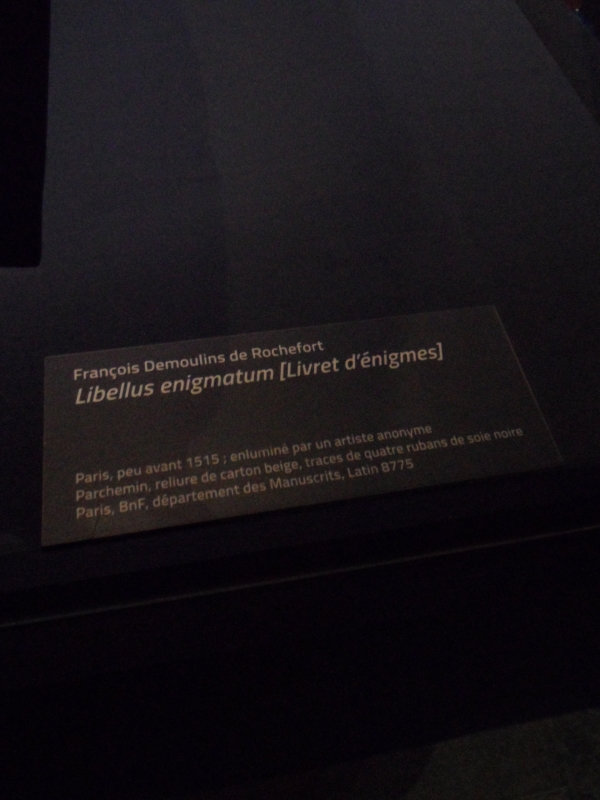 François Demoulins de Rochefort
Libellus enigmatum [Livret d'énigmes]
Paris, peu avant 1515 ; enluminé par un artiste anonyme
Parchemin, reliure de carton beige, traces de quatre rubans de soie noire
Paris, BnF, département des Manuscrits, Latin 8775